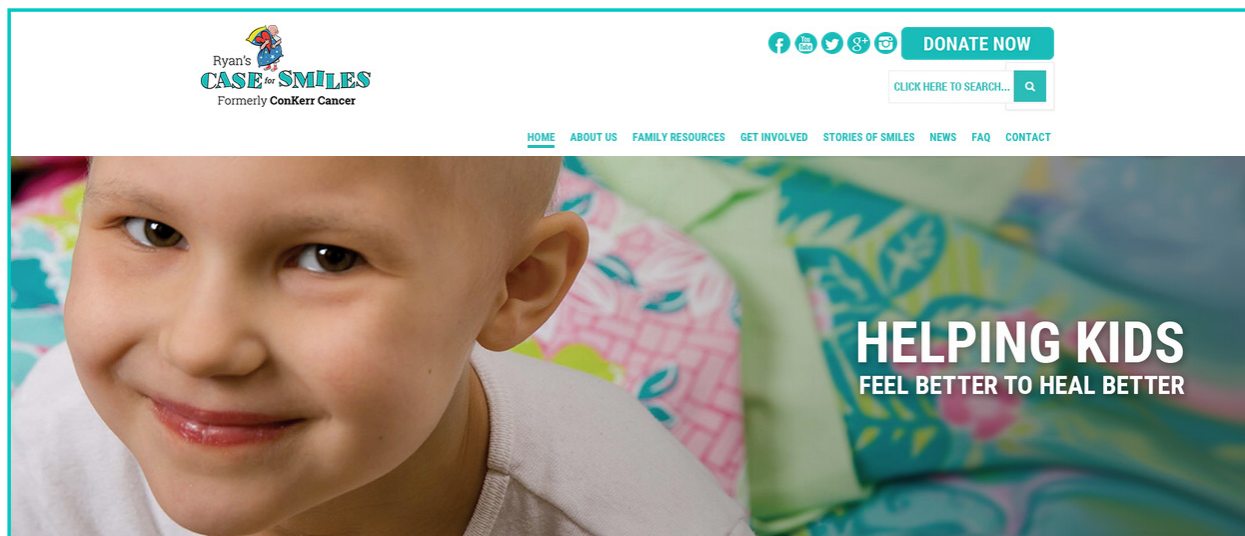 Ryan's
CASE for SMILES
Formerly ConKerr Cancer
You
Tube
g+
DONATE NOW
CLICK HERE TO SEARCH...
HOME ABOUT US FAMILY RESOURCES GET INVOLVED STORIES OF SMILES NEWS FAQ CONTACT
HELPING KIDS
FEEL BETTER TO HEAL BETTER